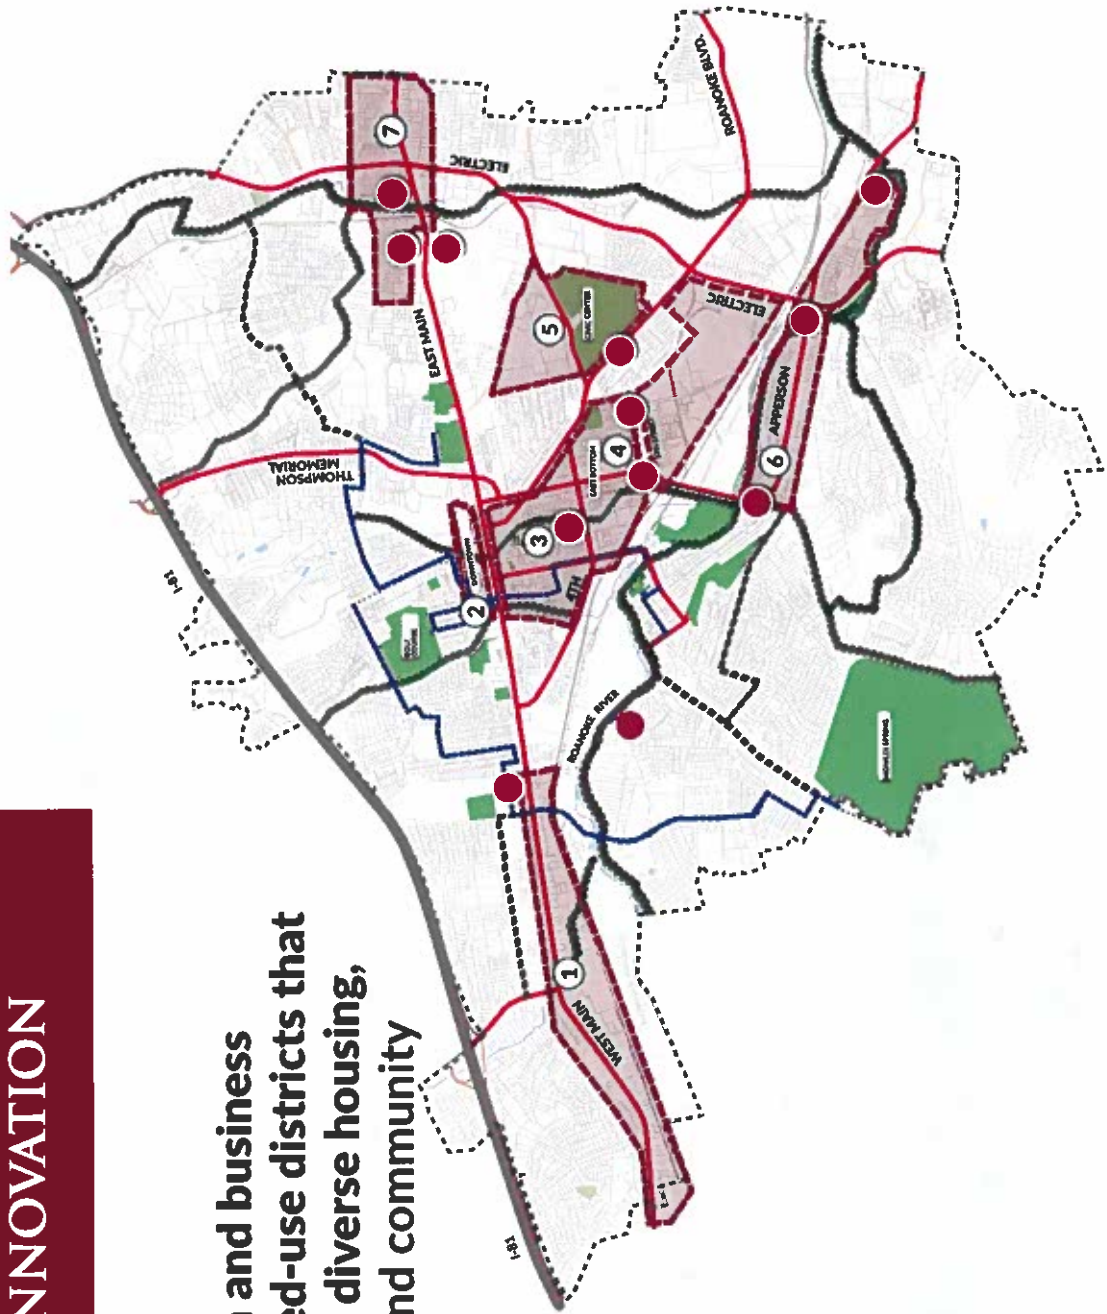 NNOVATION
and business
ed-use districts that
diverse housing,
nd community
I-81
I-81
THOMPSON
MEMORIAL
EAST MAIN
ELECTRIC
ROANOKE BLVD.
ELECTRIC
APPERSON
EAST BOTTOM
CIVIC CENTER
DOWNTOWN
4TH
ROANOKE RIVER
WEST MAIN
1
2
3
4
5
6
7